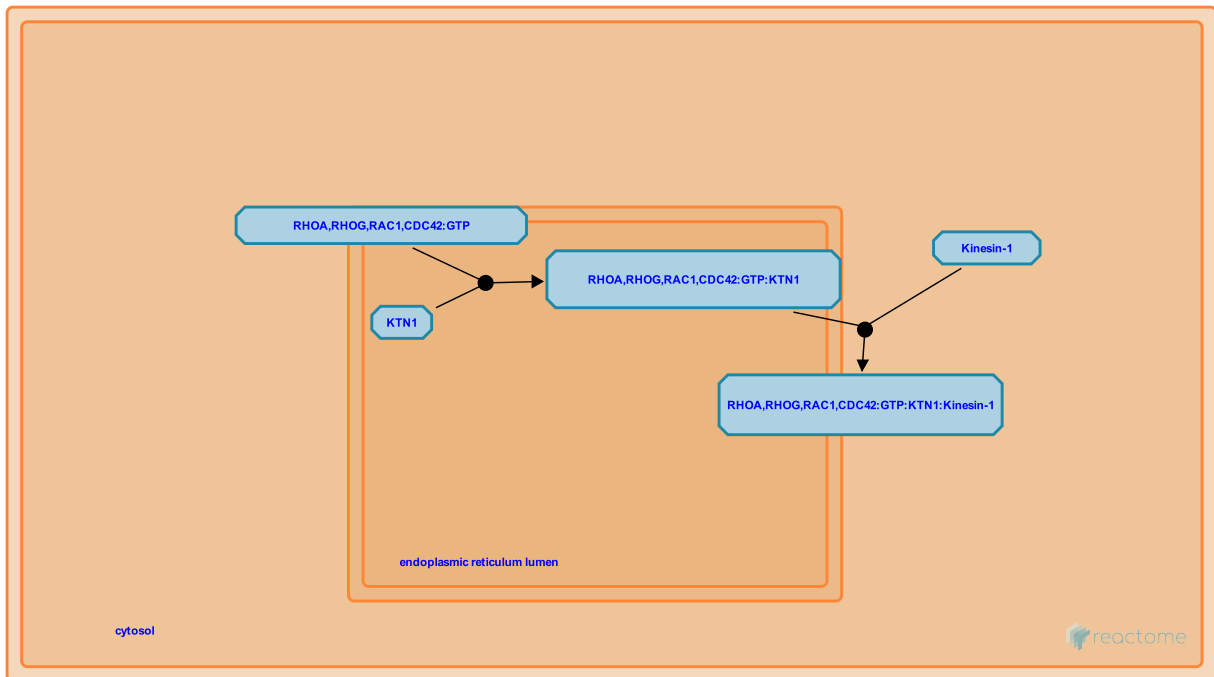 RHOA,RHOG,RAC1,CDC42:GTP
Kinesin-1
RHOA,RHOG,RAC1,CDC42:GTP:KTN1
KTN1
RHOA,RHOG,RAC1,CDC42:GTP:KTN1:Kinesin-1
endoplasmic reticulum lumen
cytosol
reactome